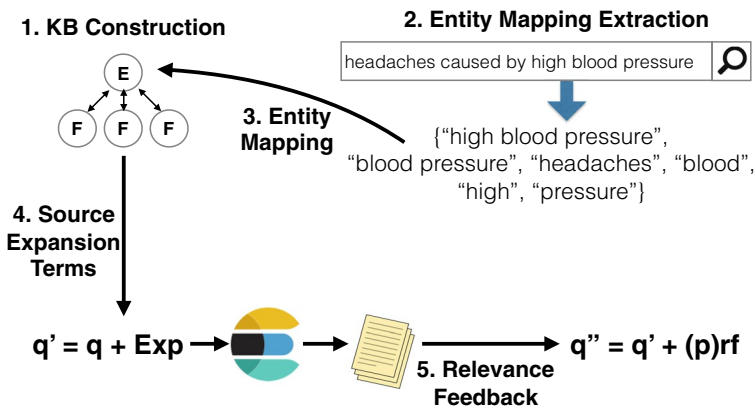 1. KB Construction
E
F F F
2. Entity Mapping Extraction
headaches caused by high blood pressure
{“high blood pressure”,
“blood pressure”, “headaches”, “blood”,
“high”, “pressure”}
3. Entity
Mapping
4. Source
Expansion
Terms
q’ = q + Exp
5. Relevance
Feedback
q” = q’ + (p)rf